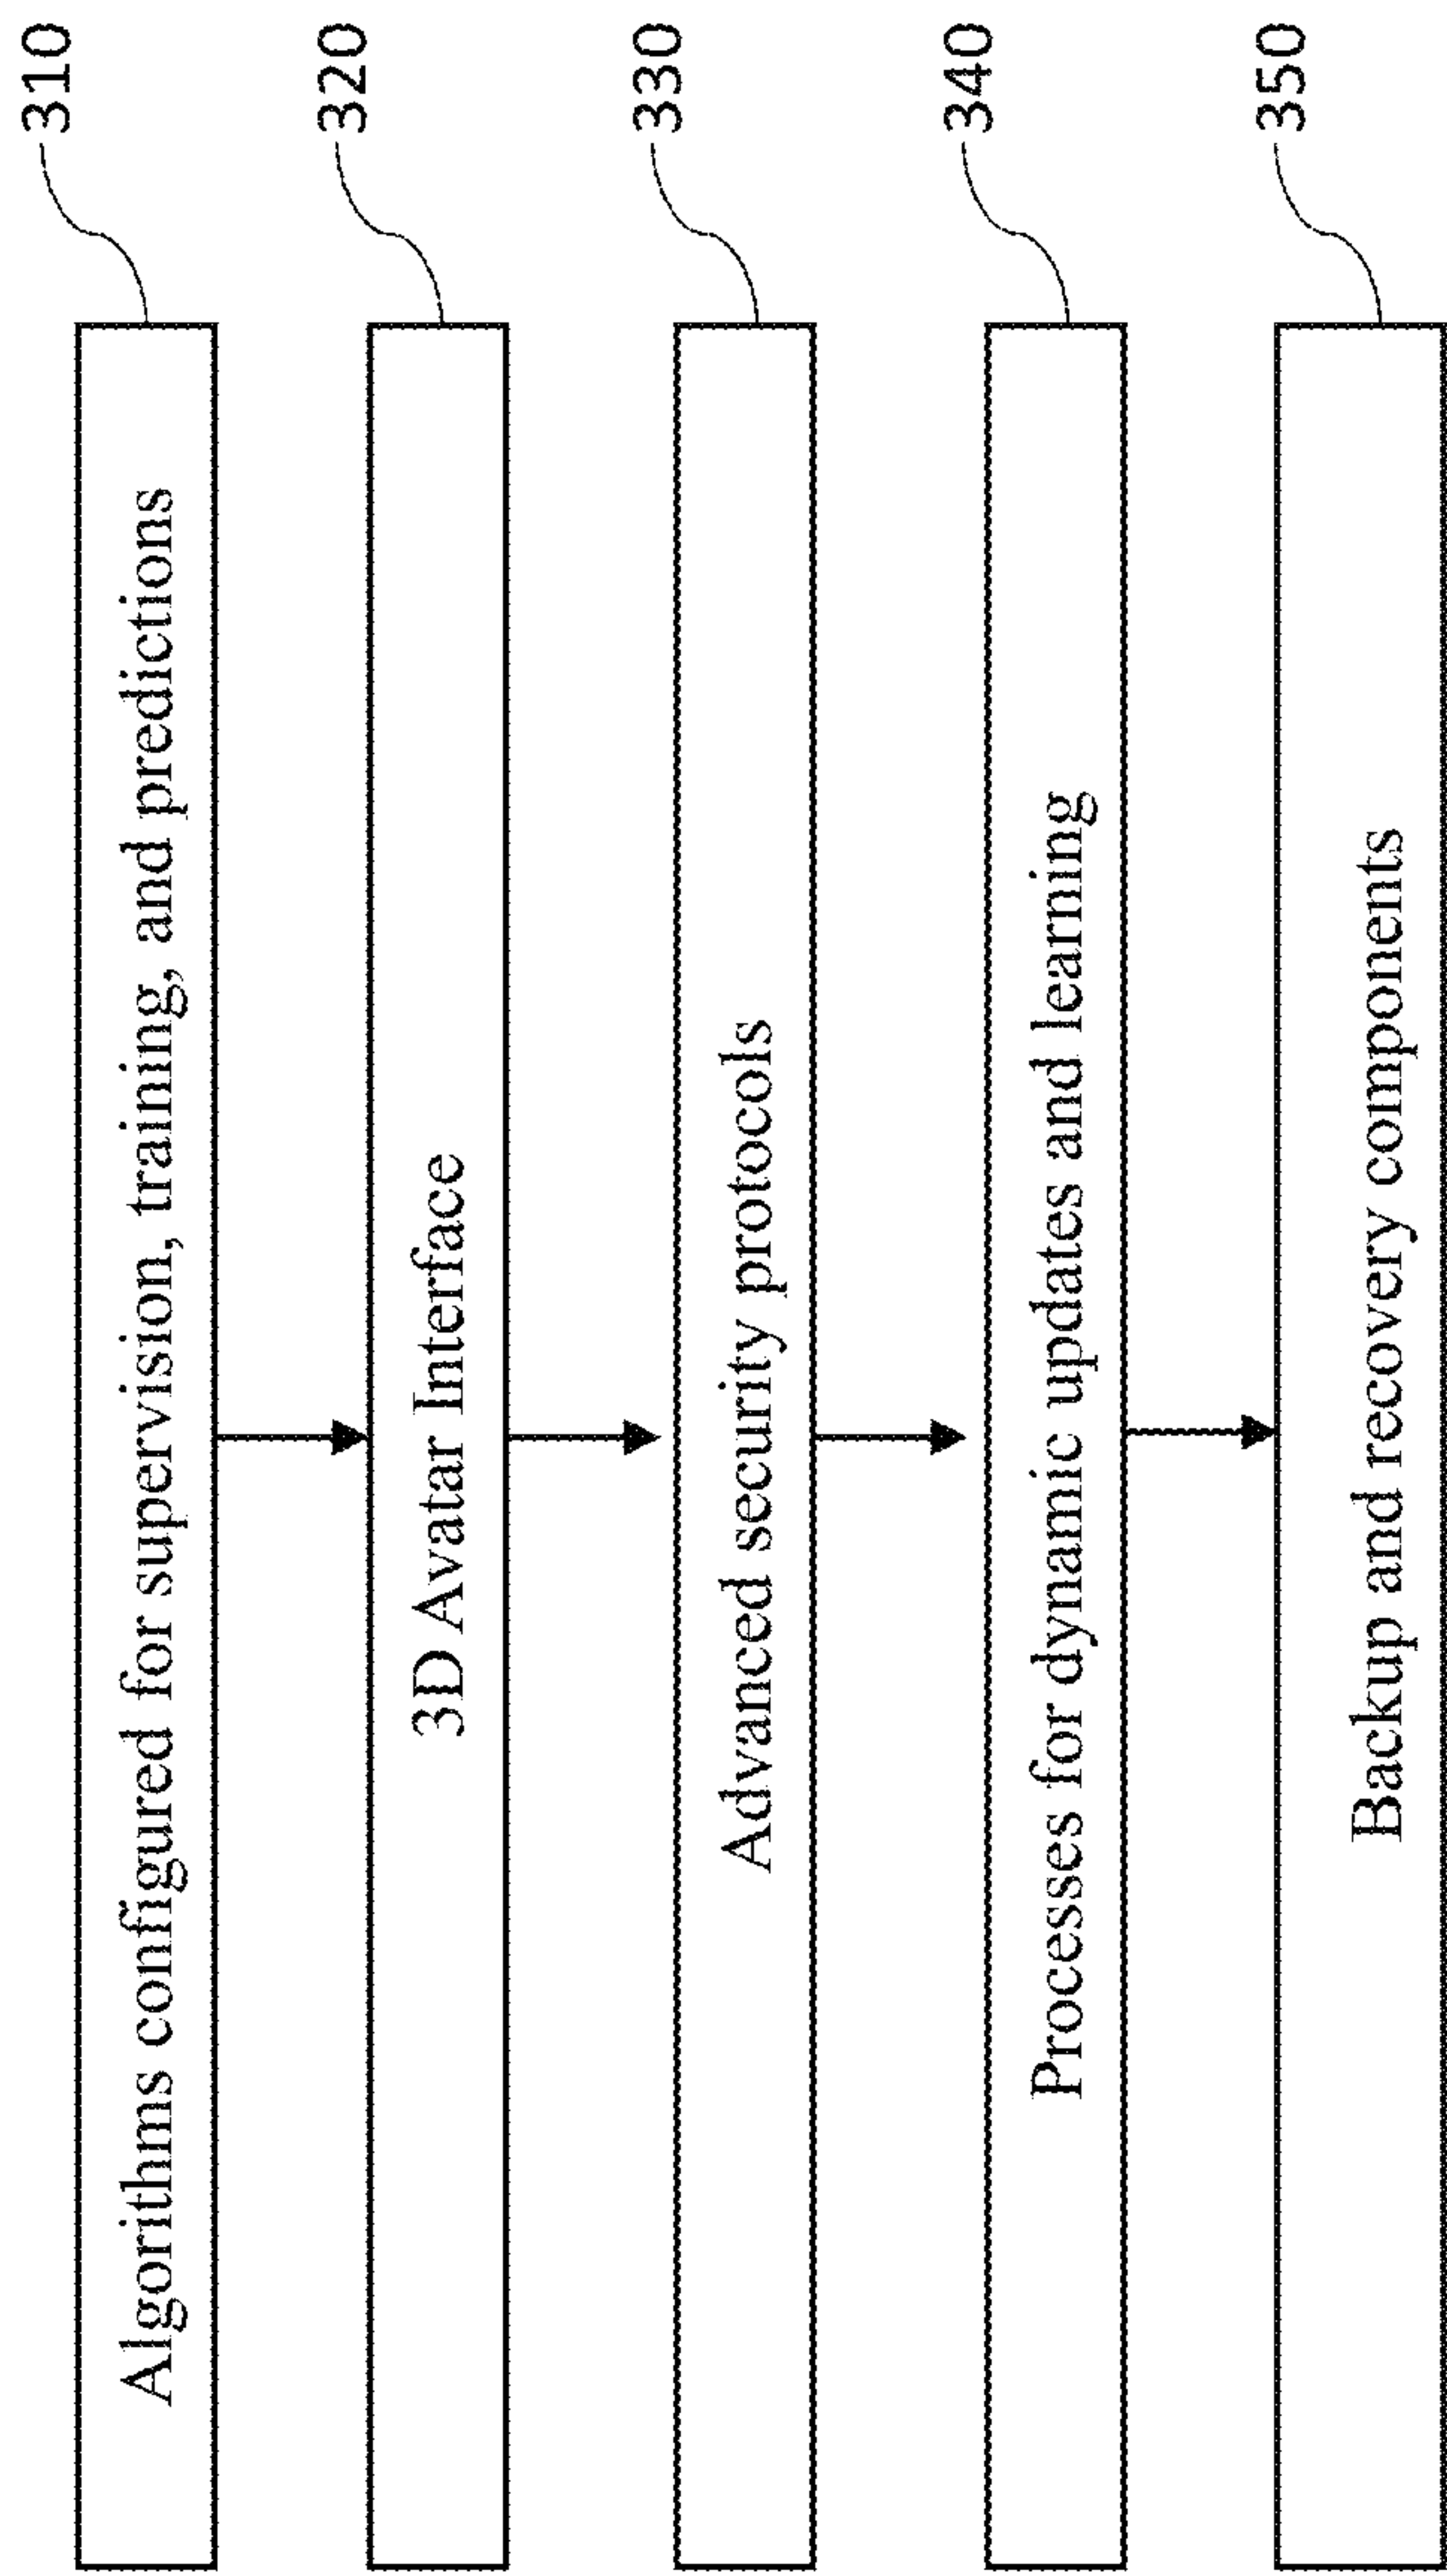 Algorithms configured for supervision, training, and predictions
310
3D Avatar Interface
320
Advanced security protocols
330
Processes for dynamic updates and learning
340
Backup and recovery components
350